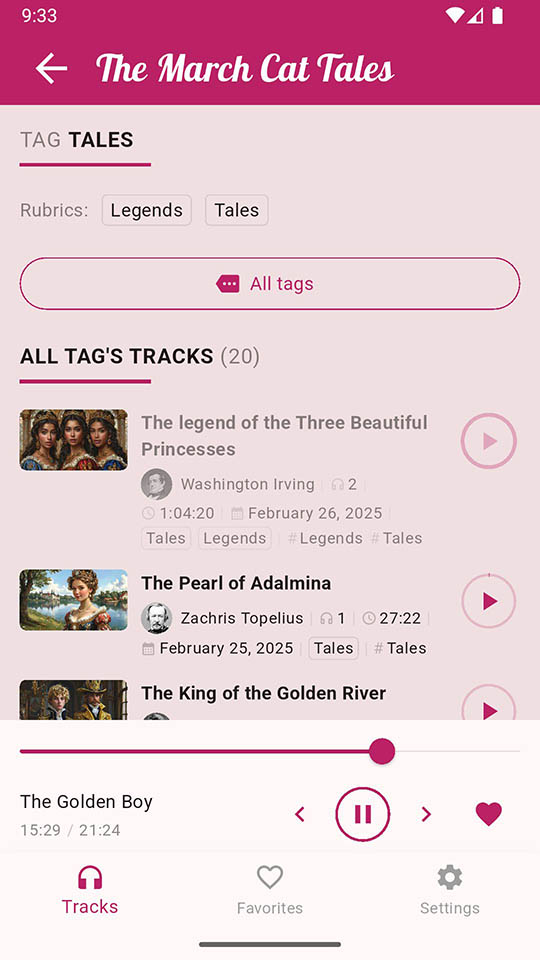 9:33
The March Cat Tales
TAG TALES
Rubrics: Legends Tales
All tags
ALL TAG'S TRACKS (20)
The legend of the Three Beautiful
Princesses
Washington Irving 2
1:04:20 February 26, 2025
Tales Legends # Legends # Tales
The Pearl of Adalmina
Zachris Topelius 1 27:22
February 25, 2025 Tales # Tales
The King of the Golden River
The Golden Boy
15:29 / 21:24
Tracks Favorites Settings